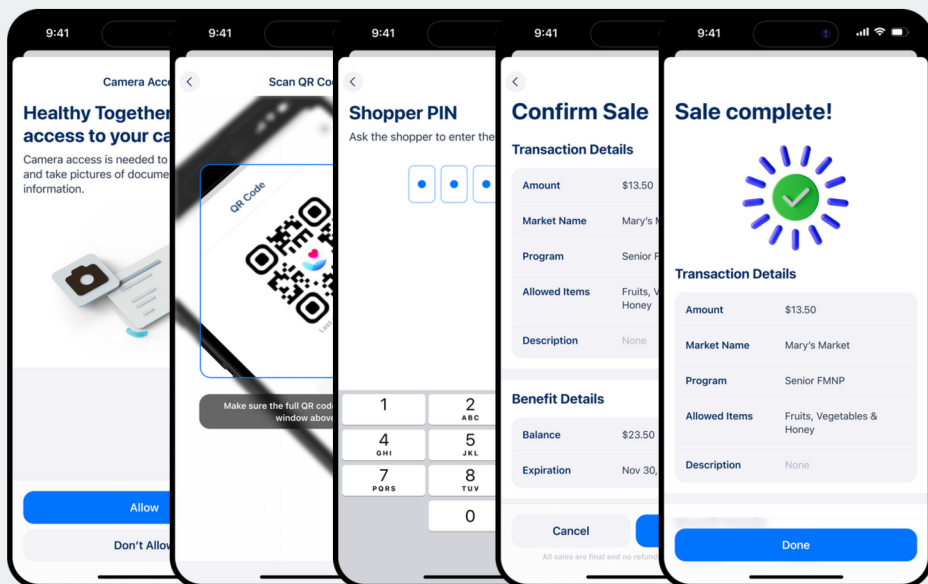 9:41
Camera Acce
Healthy Together
access to your ca
Camera access is needed to
and take pictures of docume
information.
Allow
Don't Allow
9:41
Scan QR Co
QR Code
Last
Make sure the full QR code
window above
9:41
Shopper PIN
Ask the shopper to enter the
1
2
ABC
4
GHI
5
JKL
7
PQRS
8
TUV
0
9:41
Confirm Sale
Transaction Details
Amount $13.50
Market Name Mary's M
Program Senior F
Allowed Items Fruits, V
Honey
Description None
Benefit Details
Balance $23.50
Expiration Nov 30,
Cancel
All sales are final and no refund
9:41
Sale complete!
Transaction Details
Amount $13.50
Market Name Mary's Market
Program Senior FMNP
Allowed Items Fruits, Vegetables &
Honey
Description None
Done